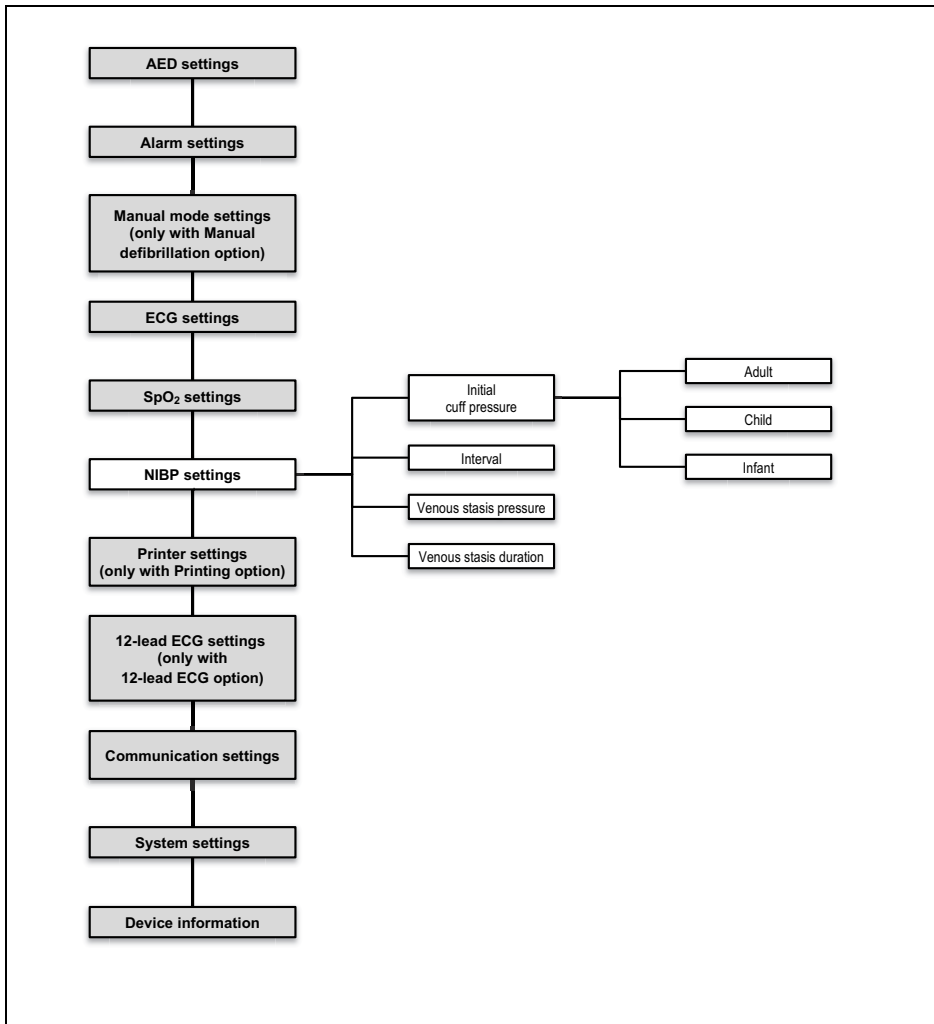 AED settings
Alarm settings
Manual mode settings
(only with Manual
defibrillation option)
ECG settings
SpO₂ settings
NIBP settings
Printer settings
(only with Printing option)
12-lead ECG settings
(only with
12-lead ECG option)
Communication settings
System settings
Device information
Initial
cuff pressure
Interval
Venous stasis pressure
Venous stasis duration
Adult
Child
Infant